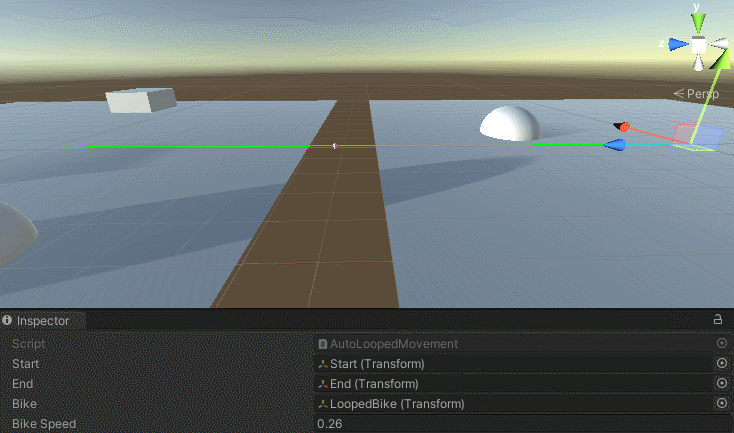 y
z
Persp
Inspector
Script AutoLoopedMovement
Start Start (Transform)
End End (Transform)
Bike LoopedBike (Transform)
Bike Speed 0.26